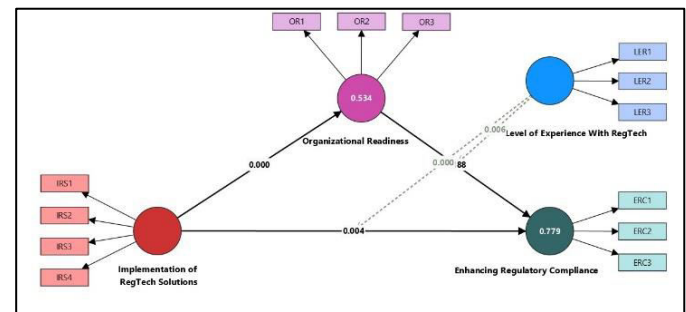 OR1
OR2
OR3
LER1
LER2
LER3
0.534
0.006
Level of Experience With RegTech
Organizational Readiness
0.000
0.000
88
IRS1
IRS2
IRS3
IRS4
ERC1
ERC2
ERC3
0.779
0.004
Implementation of
RegTech Solutions
Enhancing Regulatory Compliance